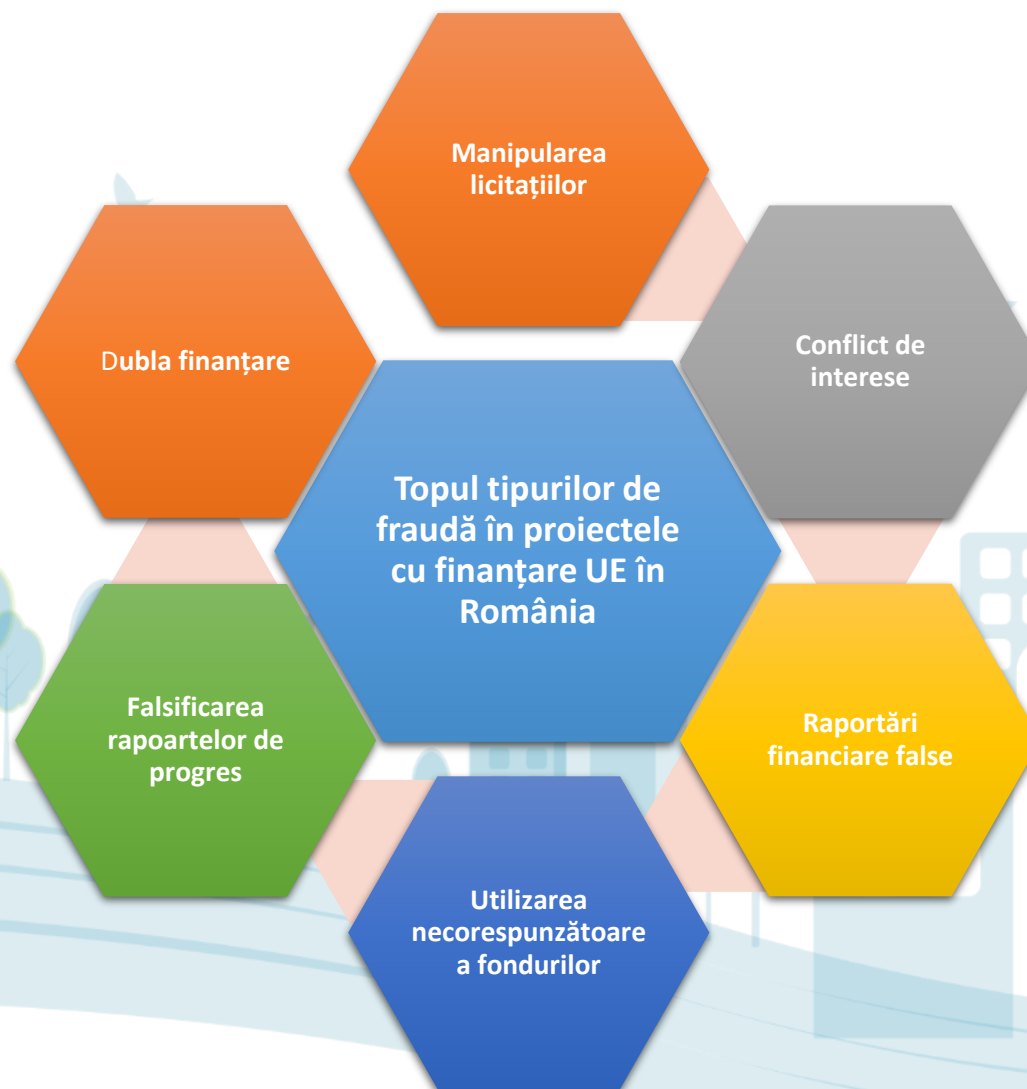 Manipularea
licitațiilor
Dubla finanțare
Conflict de
interese
Topul tipurilor de
fraudă în proiectele
cu finanțare UE în
România
Falsificarea
rapoartelor de
progres
Raportări
financiare false
Utilizarea
necorespunzătoare
a fondurilor